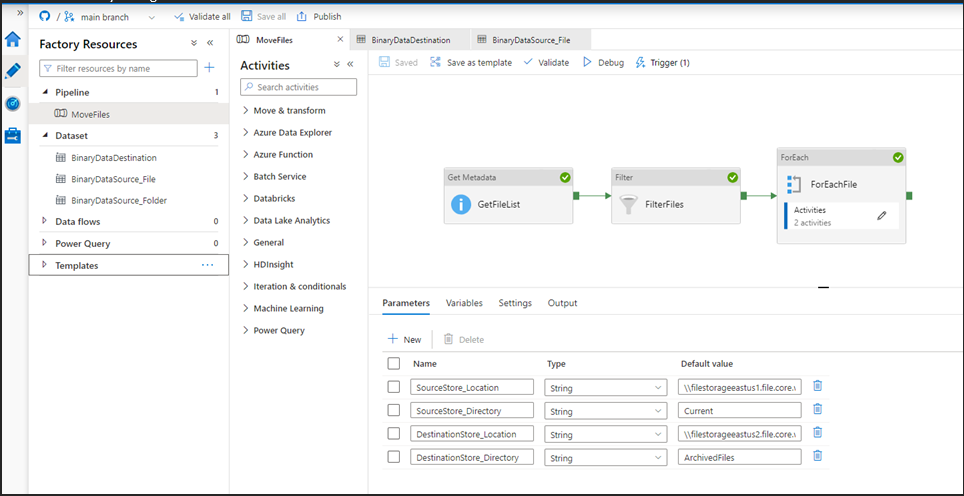 » / main branch Validate all Save all Publish
Factory Resources
Filter resources by name
Pipeline 1
MoveFiles
Dataset 3
BinaryDataDestination
BinaryDataSource_File
BinaryDataSource_Folder
Data flows 0
Power Query 0
Templates ...
MoveFiles BinaryDataDestination BinaryDataSource_File
Activities
Search activities
Move & transform
Azure Data Explorer
Azure Function
Batch Service
Databricks
Data Lake Analytics
General
HDInsight
Iteration & conditionals
Machine Learning
Power Query
Saved Save as template Validate Debug Trigger (1)
Get Metadata
GetFileList
Filter
FilterFiles
ForEach
ForEachFile
Activities
2 activities
Parameters Variables Settings Output
New Delete
Name Type Default value
SourceStore_Location String \\filestorageeastus1.file.core.
SourceStore_Directory String Current
DestinationStore_Location String \\filestorageeastus2.file.core.
DestinationStore_Directory String ArchivedFiles